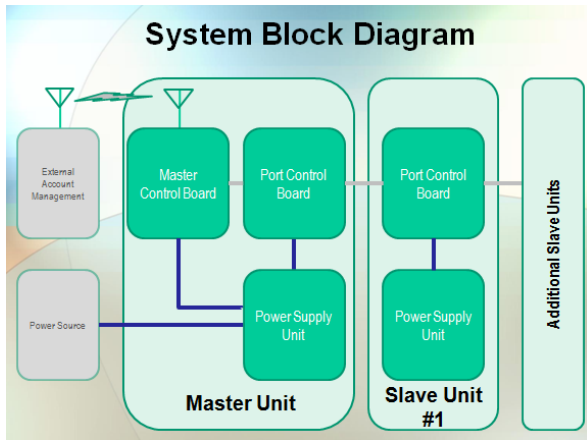 System Block Diagram
External
Account
Management
Master
Control Board
Port Control
Board
Port Control
Board
Power Source
Power Supply
Unit
Power Supply
Unit
Master Unit
Slave Unit
#1
Additional Slave Units